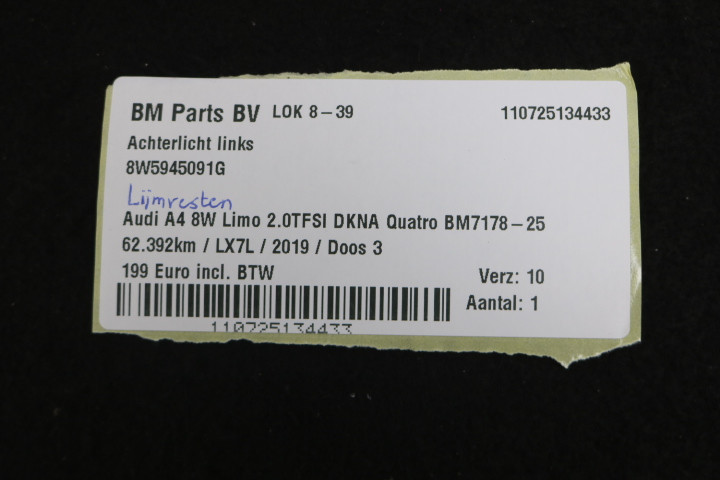 BM Parts BV LOK 8-39 110725134433
Achterlicht links
8W5945091G
Lijmresten
Audi A4 8W Limo 2.0TFSI DKNA Quatro BM7178-25
62.392km / LX7L / 2019 / Doos 3
199 Euro incl. BTW Verz: 10
Aantal: 1
110725134433